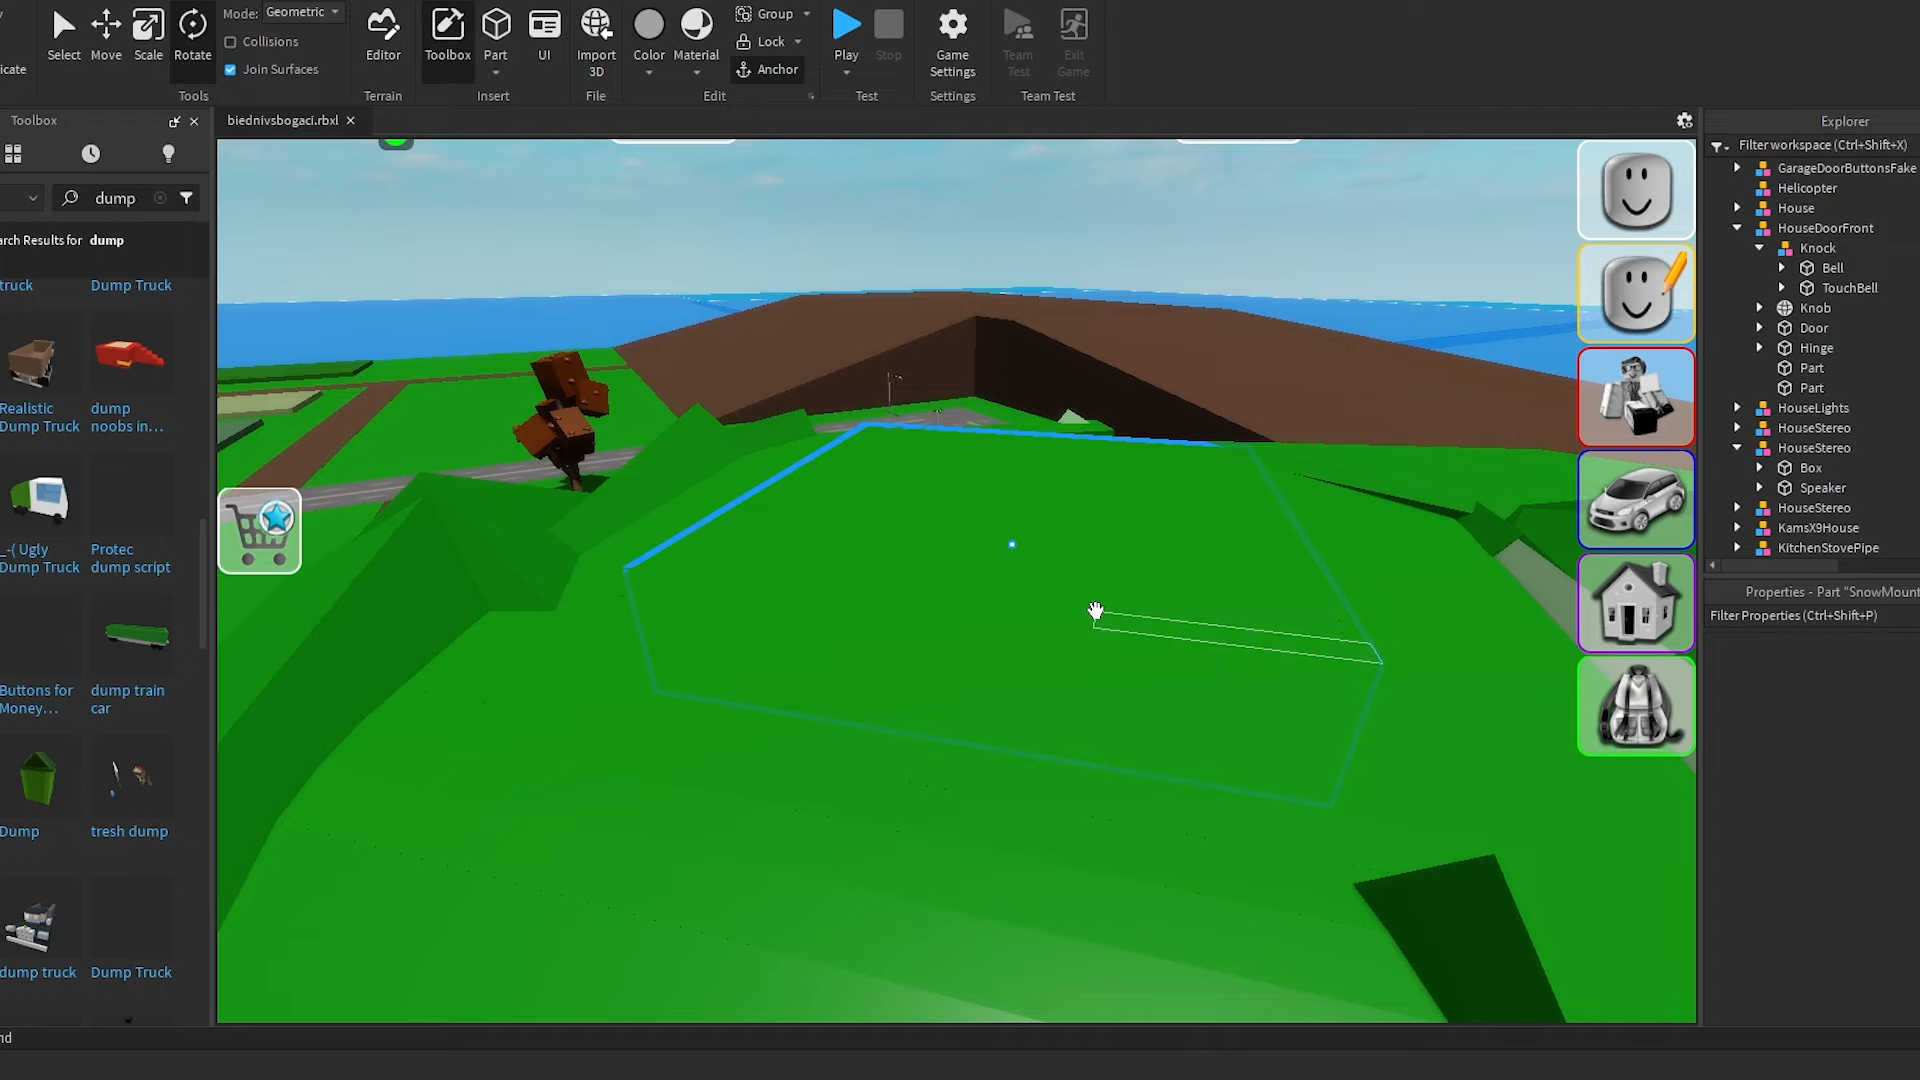 icate
Select
Move
Scale
Rotate
Mode: Geometric
Collisions
Join Surfaces
Tools
Editor
Terrain
Toolbox
Part
UI
Insert
Import
3D
File
Color
Material
Group
Lock
Anchor
Edit
Play
Stop
Test
Game
Settings
Settings
Team
Test
Exit
Game
Team Test
Toolbox
biednivsbogaci.rbxl
dump
arch Results for dump
truck
Dump Truck
Realistic
Dump Truck
dump
noobs in...
_-( Ugly
Dump Truck
Protec
dump script
Buttons for
Money...
dump train
car
Dump
tresh dump
dump truck
Dump Truck
nd
Explorer
Filter workspace (Ctrl+Shift+X)
GarageDoorButtonsFake
Helicopter
House
HouseDoorFront
Knock
Bell
TouchBell
Knob
Door
Hinge
Part
Part
HouseLights
HouseStereo
HouseStereo
Box
Speaker
HouseStereo
KamsX9House
KitchenStovePipe
Properties - Part "SnowMount
Filter Properties (Ctrl+Shift+P)